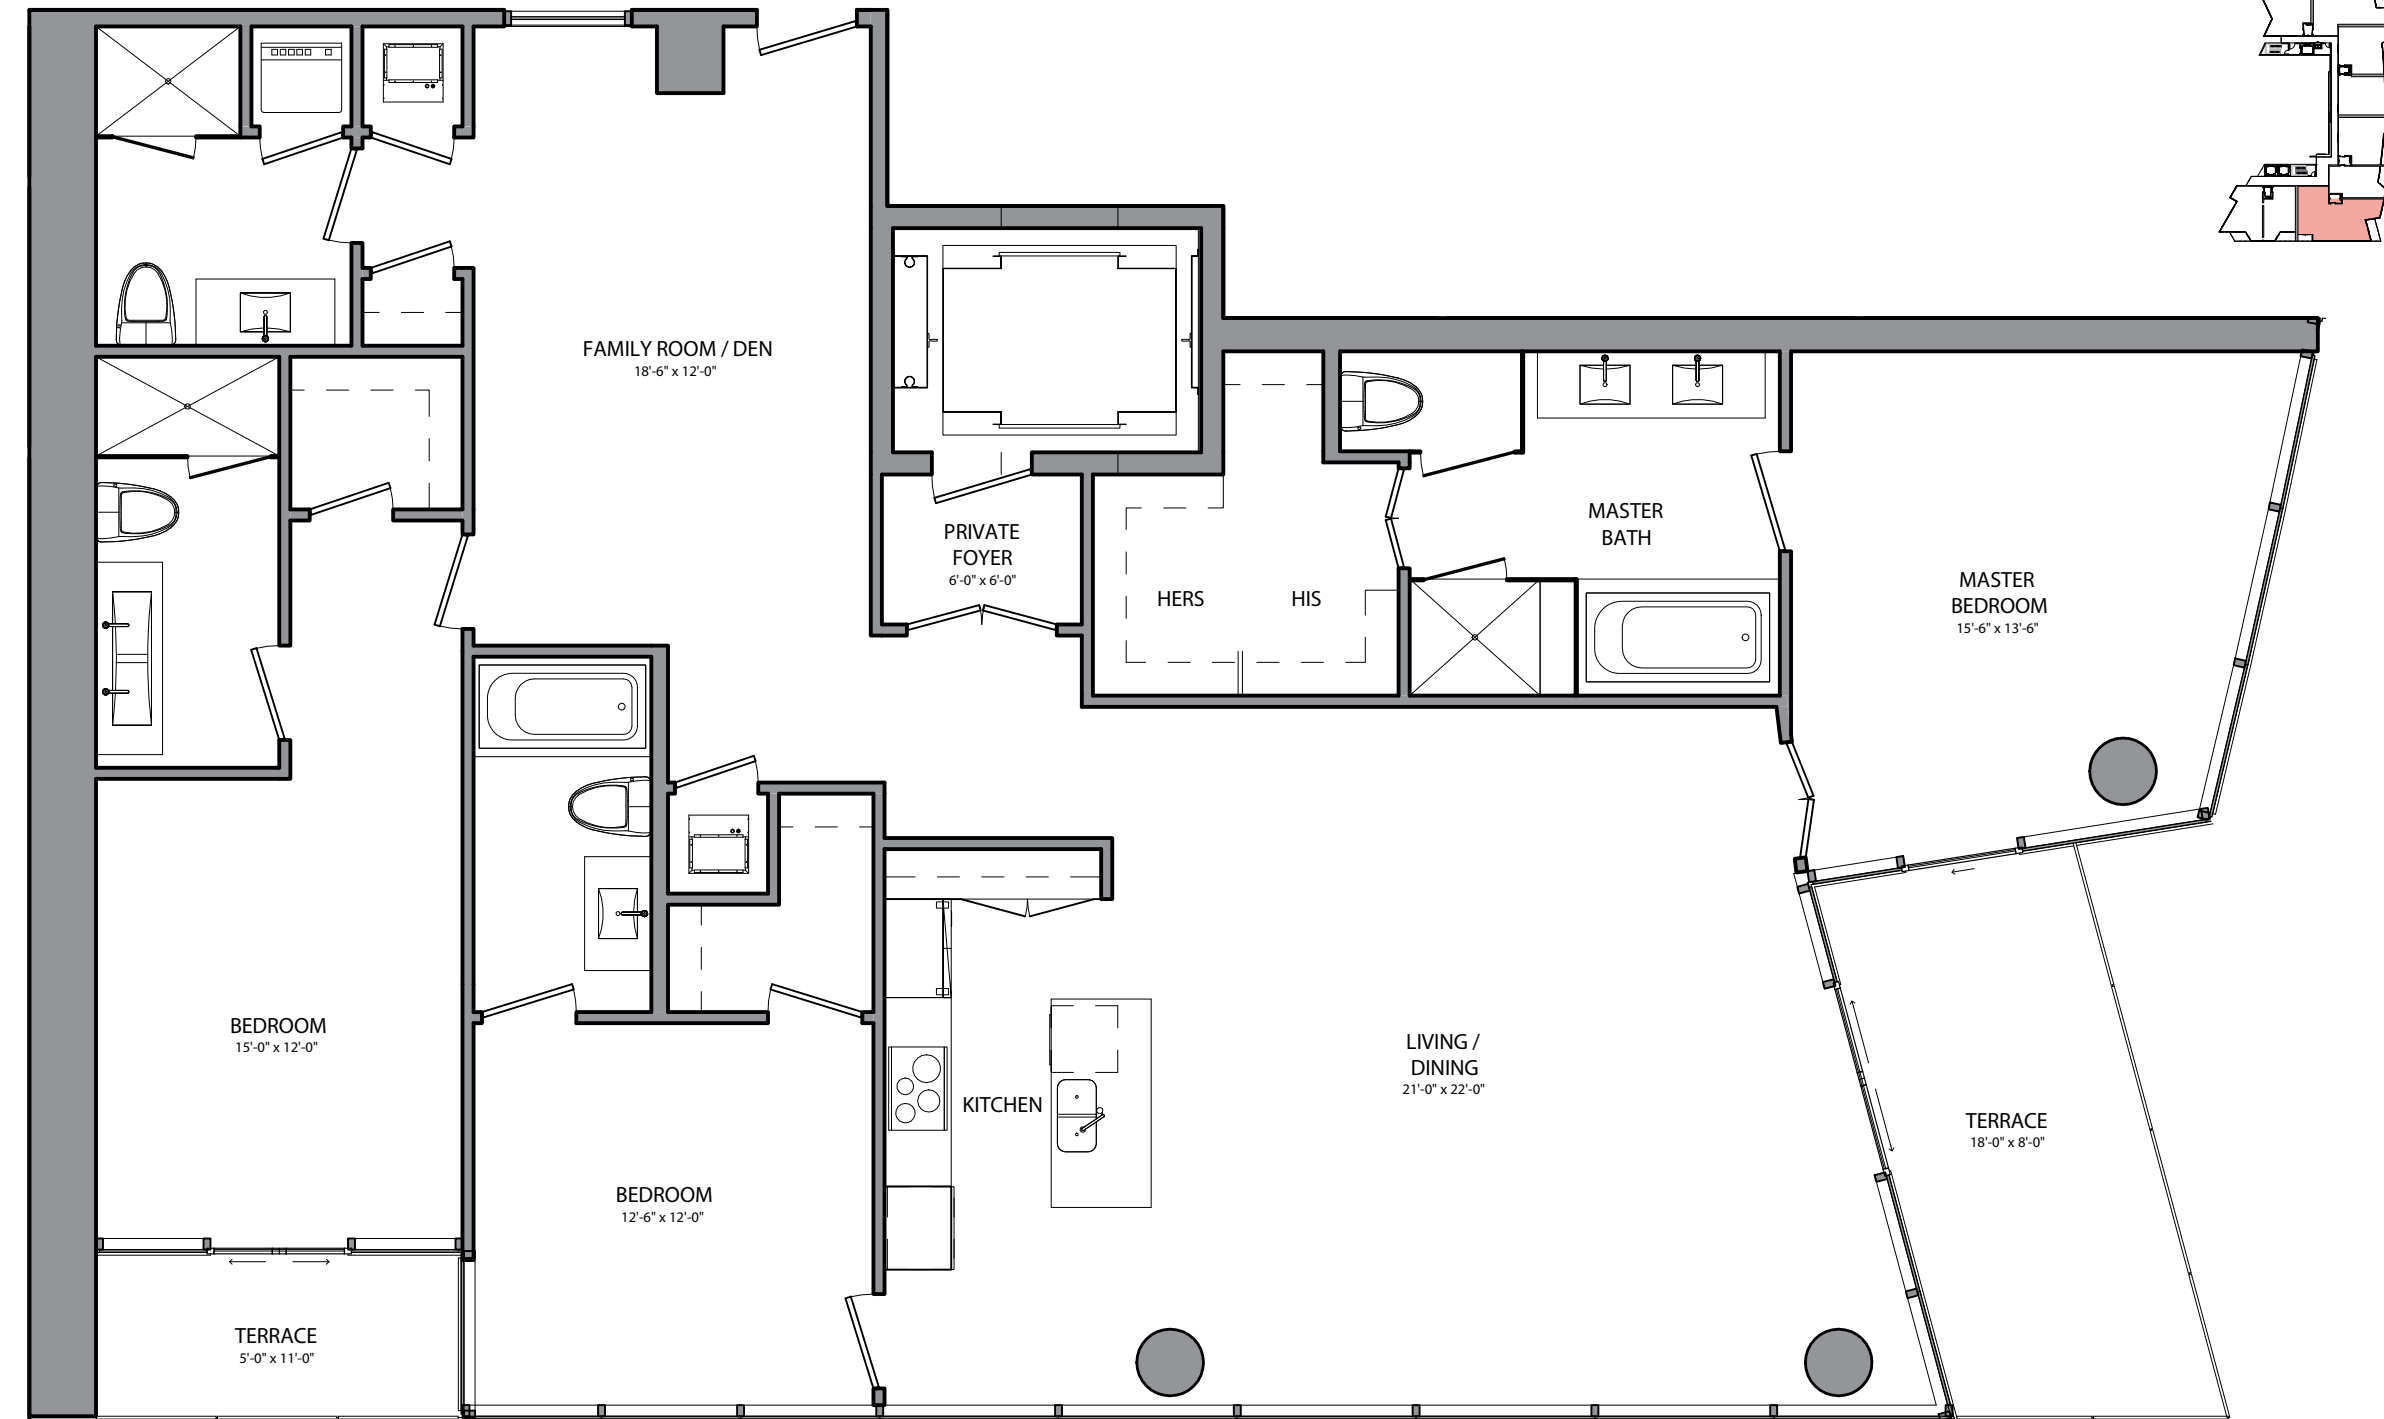 FAMILY ROOM / DEN
18'-6" x 12'-0"
PRIVATE
FOYER
6'-0" x 6'-0"
HERS
HIS
MASTER
BATH
MASTER
BEDROOM
15'-6" x 13'-6"
BEDROOM
15'-0" x 12'-0"
LIVING /
DINING
21'-0" x 22'-0"
KITCHEN
TERRACE
18'-0" x 8'-0"
BEDROOM
12'-6" x 12'-0"
TERRACE
5'-0" x 11'-0"